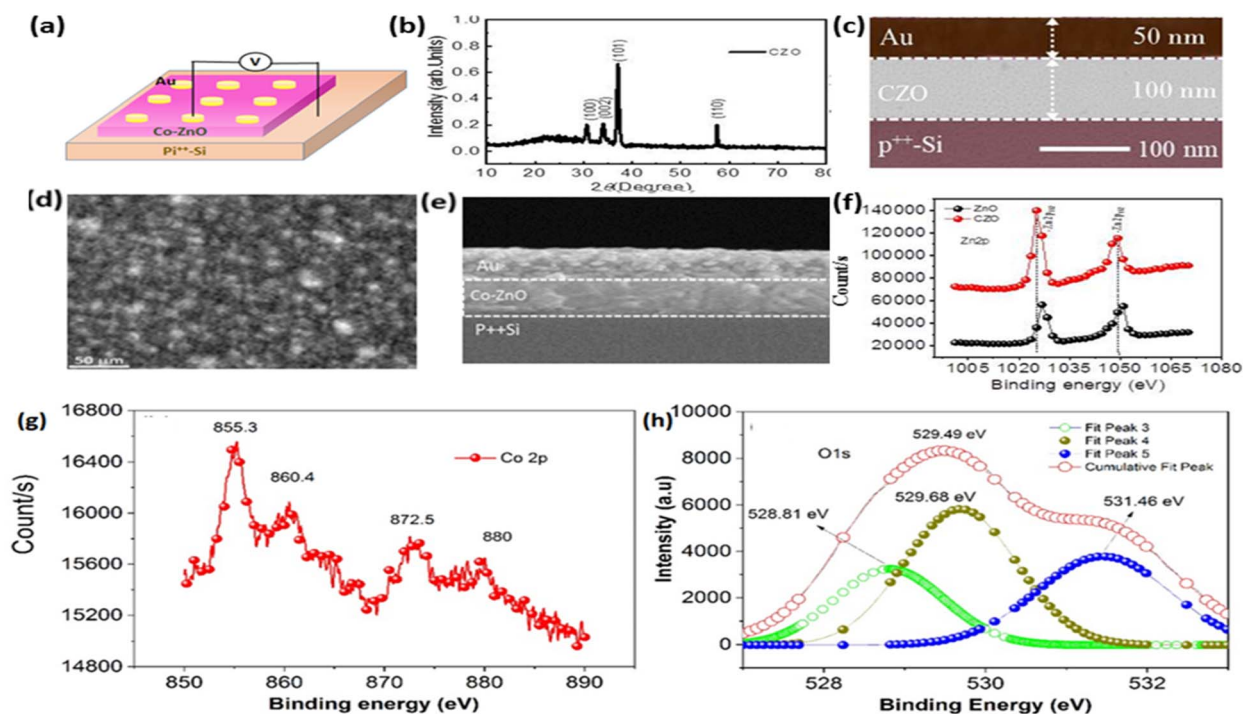 (a)
V
Au
Co-ZnO
Pi⁺⁺-Si
(b)
Intensity (arb.Units)
1.0
0.8
0.6
0.4
0.2
0.0
CZO
(100)
(002)
(101)
(110)
10 20 30 40 50 60 70 80
2θ(Degree)
(c)
Au 50 nm
CZO 100 nm
p⁺⁺-Si 100 nm
(d)
50 µm
(e)
Au
Co-ZnO
P++Si
(f)
Count/s
140000
120000
100000
80000
60000
40000
20000
ZnO
CZO
Zn2p
1005 1020 1035 1050 1065 1080
Binding energy (eV)
(g)
Count/s
16800
16400
16000
15600
15200
14800
855.3
860.4
872.5
880
Co 2p
850 860 870 880 890
Binding energy (eV)
(h)
Intensity (a.u)
10000
8000
6000
4000
2000
0
O1s
529.49 eV
529.68 eV
528.81 eV
531.46 eV
Fit Peak 3
Fit Peak 4
Fit Peak 5
Cumulative Fit Peak
528 530 532
Binding Energy (eV)